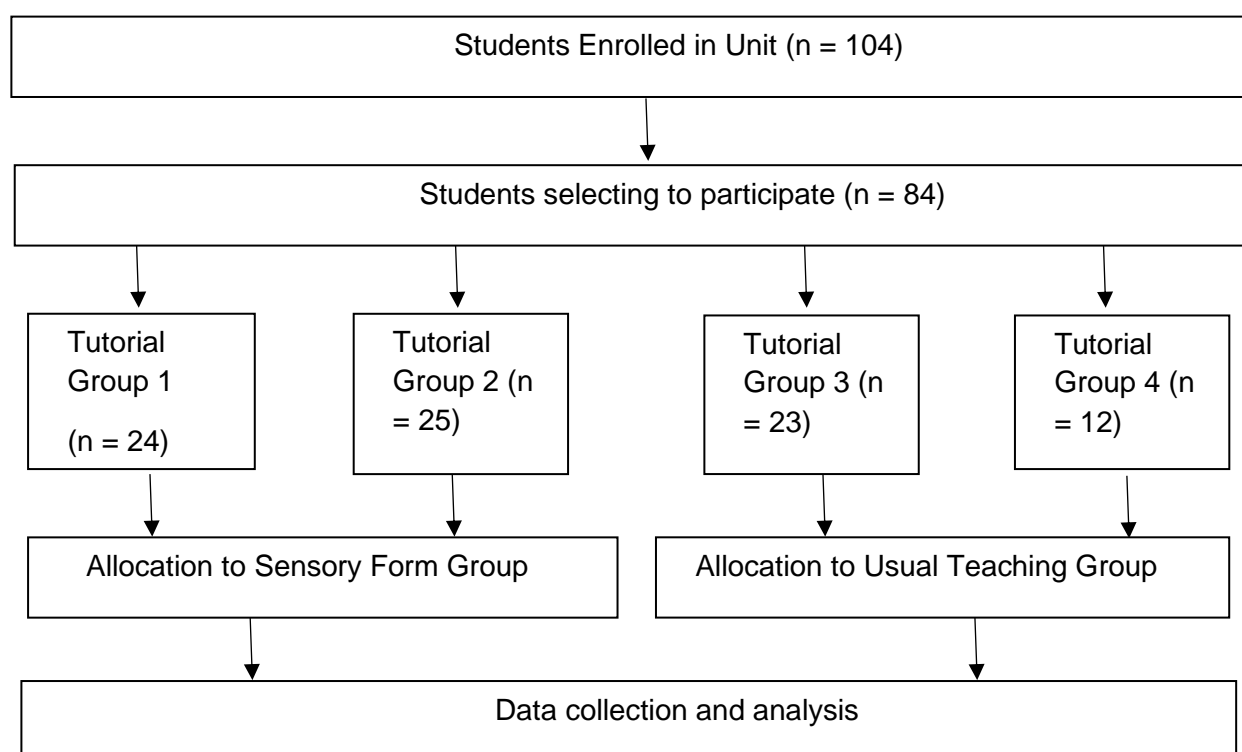 Students Enrolled in Unit (n = 104)
Students selecting to participate (n = 84)
Tutorial
Group 1
(n = 24)
Tutorial
Group 2 (n
= 25)
Tutorial
Group 3 (n
= 23)
Tutorial
Group 4 (n
= 12)
Allocation to Sensory Form Group
Allocation to Usual Teaching Group
Data collection and analysis